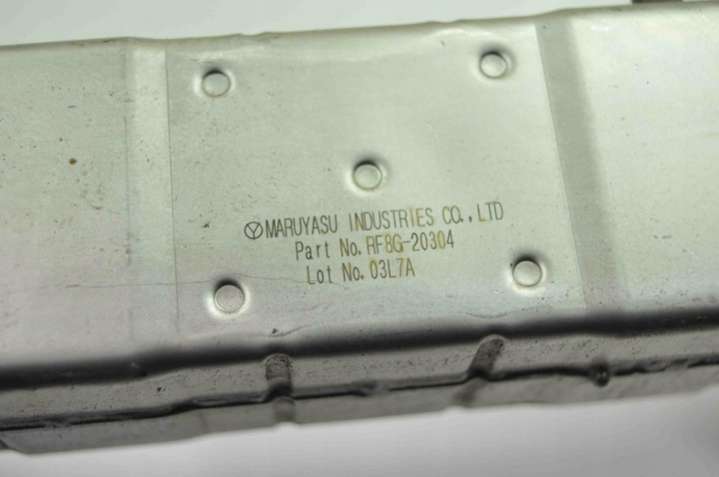 MARUYASU INDUSTRIES CO.,LTD
Part No.RF8G-20304
Lot No.03L7A